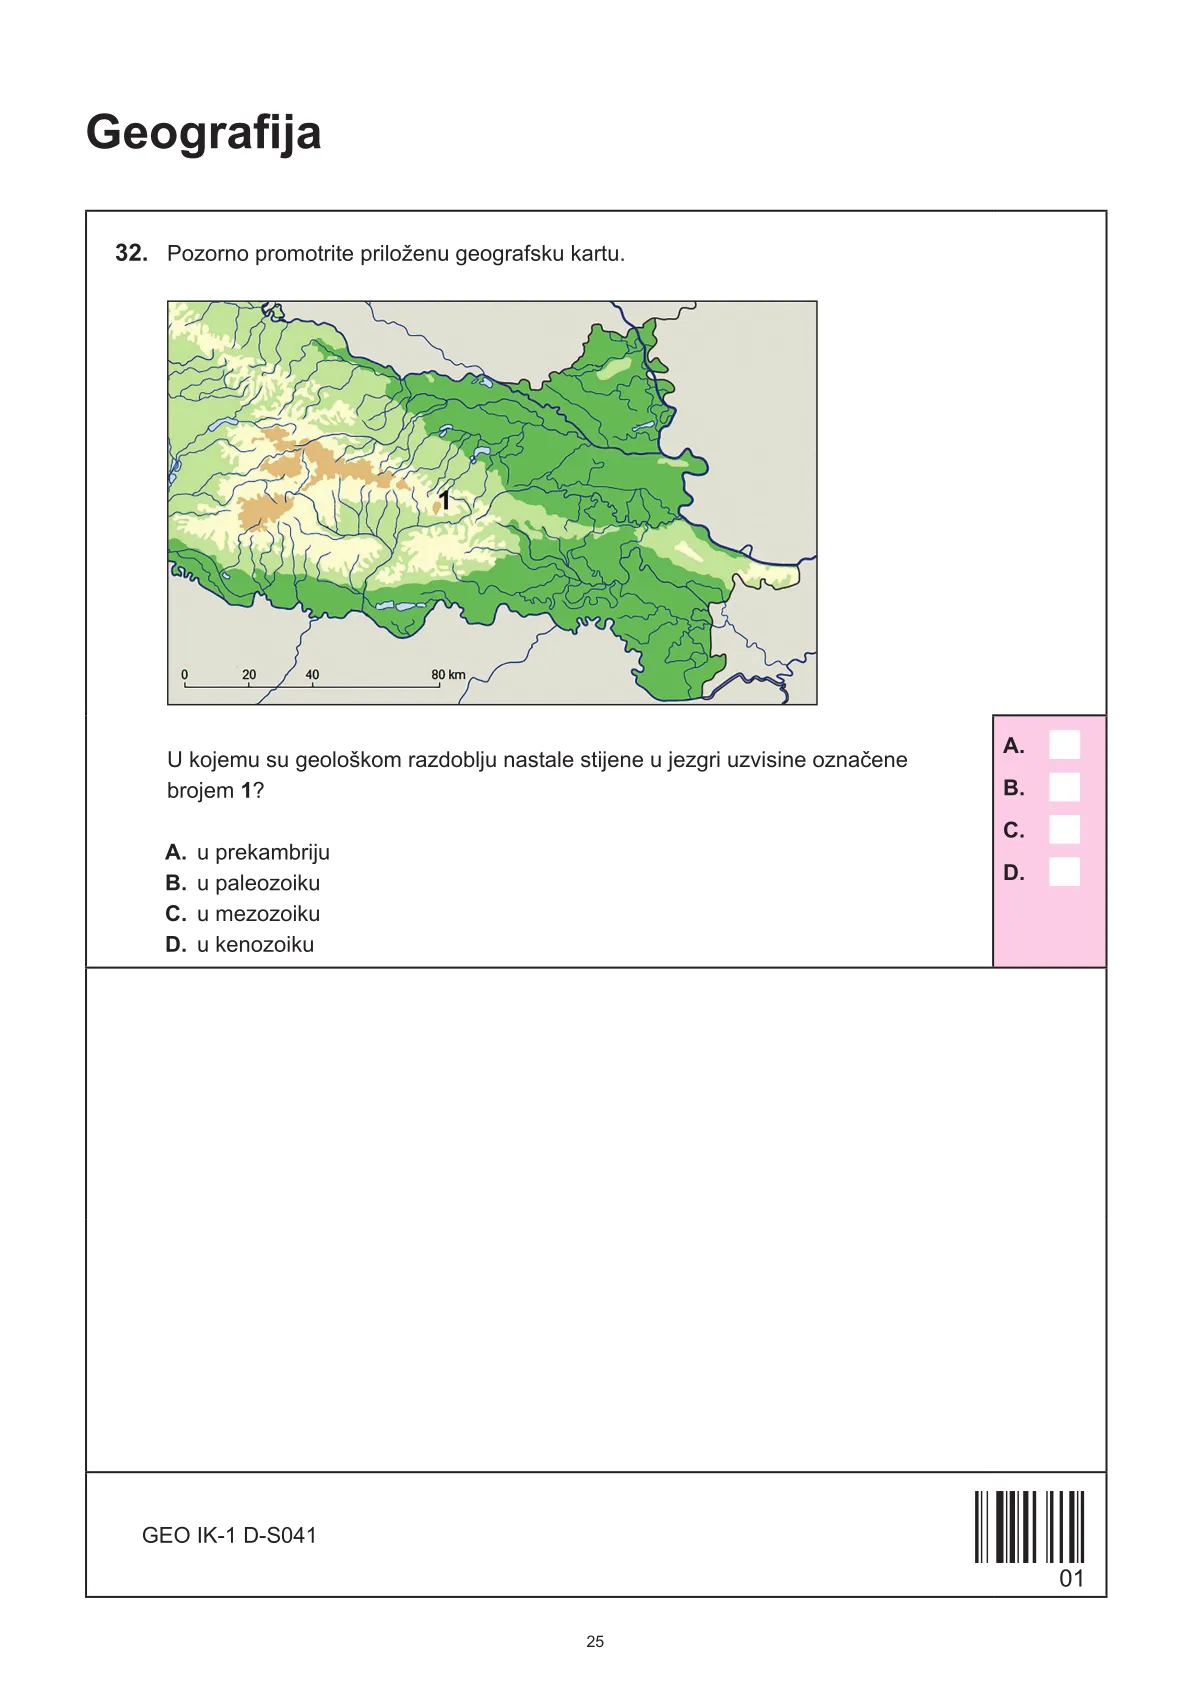 Geografija
32. Pozorno promotrite priloženu geografsku kartu.
1
0 20 40 80 km
U kojemu su geološkom razdoblju nastale stijene u jezgri uzvisine označene
brojem 1?
A. u prekambriju
B. u paleozoiku
C. u mezozoiku
D. u kenozoiku
A.
B.
C.
D.
GEO IK-1 D-S041
01
25